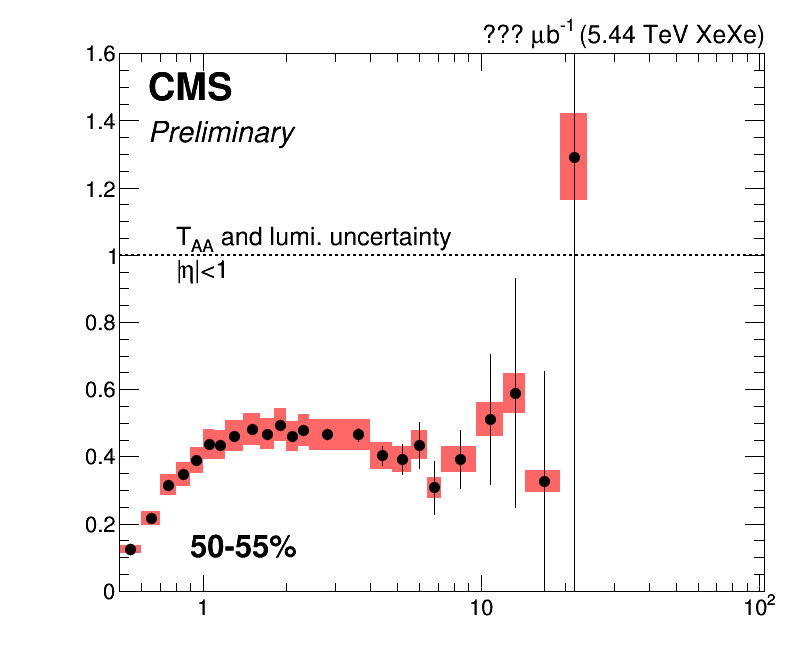 ??? μb⁻¹ (5.44 TeV XeXe)
1.6
CMS
1.4
Preliminary
1.2
T_AA and lumi. uncertainty
1
|η|<1
0.8
0.6
0.4
0.2
50-55%
0
1 10 10²